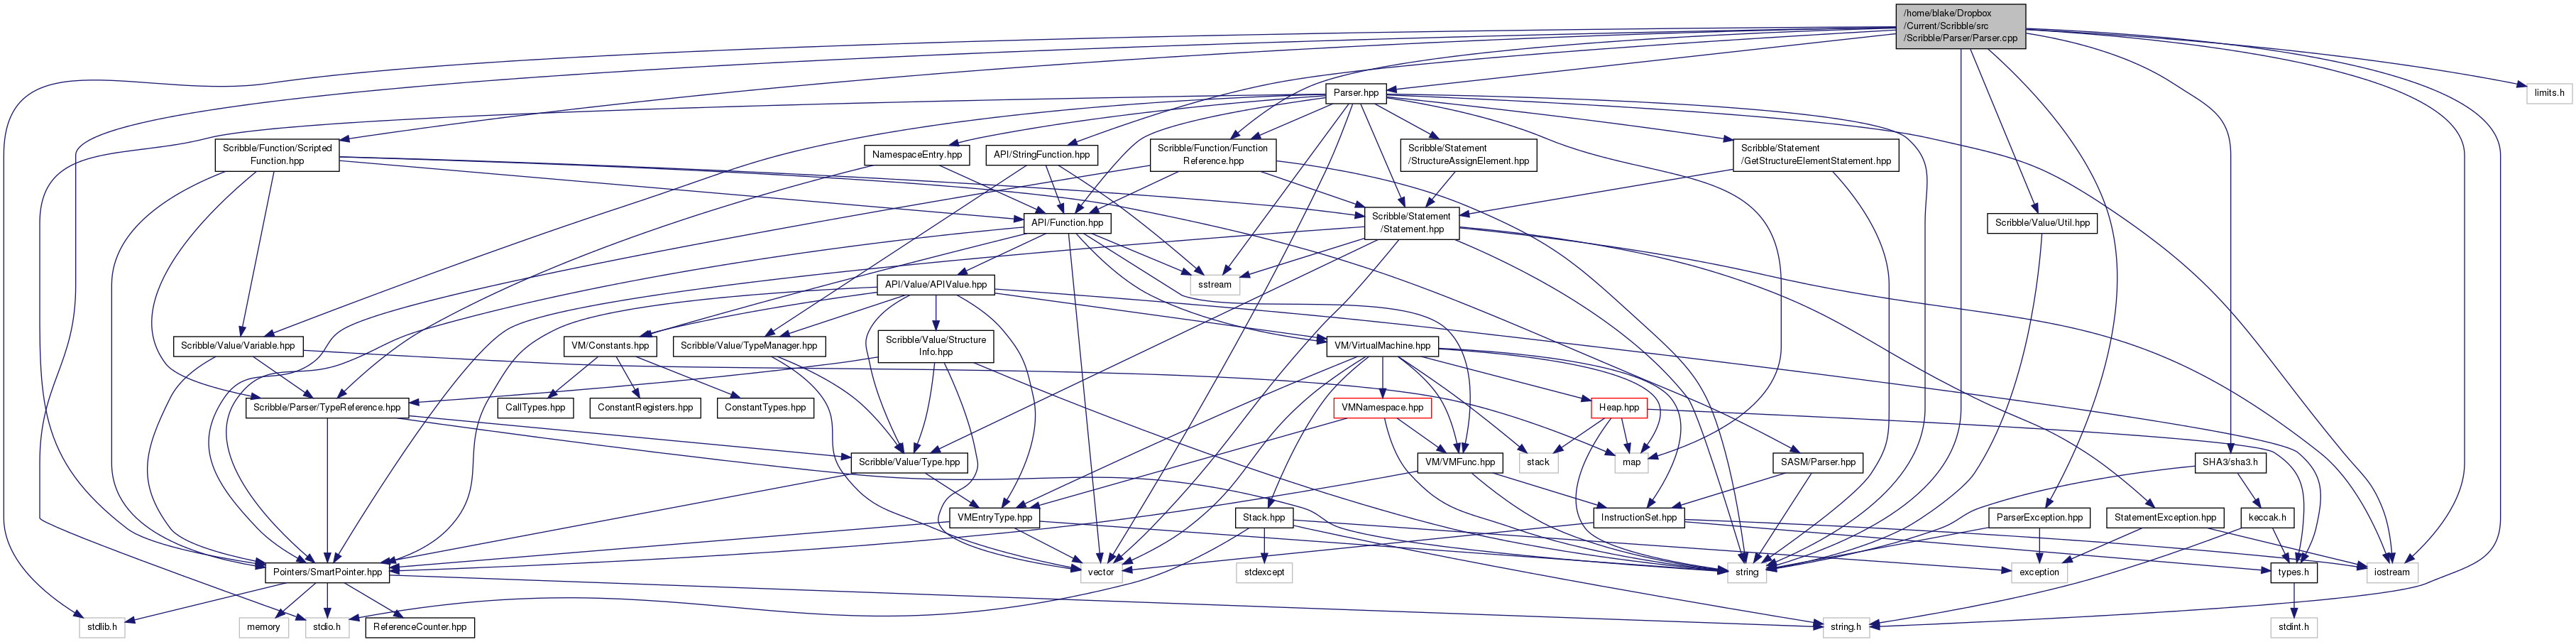 /home/blake/Dropbox
/Current/Scribble/src
/Scribble/Parser/Parser.cpp
Parser.hpp
limits.h
Scribble/Function/Scripted
Function.hpp
NamespaceEntry.hpp
API/StringFunction.hpp
Scribble/Function/Function
Reference.hpp
Scribble/Statement
/StructureAssignElement.hpp
Scribble/Statement
/GetStructureElementStatement.hpp
API/Function.hpp
Scribble/Statement
/Statement.hpp
Scribble/Value/Util.hpp
API/Value/APIValue.hpp
sstream
Scribble/Value/Variable.hpp
VM/Constants.hpp
Scribble/Value/TypeManager.hpp
Scribble/Value/Structure
Info.hpp
VM/VirtualMachine.hpp
Scribble/Parser/TypeReference.hpp
CallTypes.hpp
ConstantRegisters.hpp
ConstantTypes.hpp
VMNamespace.hpp
Heap.hpp
Scribble/Value/Type.hpp
VM/VMFunc.hpp
stack
map
SASM/Parser.hpp
SHA3/sha3.h
VMEntryType.hpp
Stack.hpp
InstructionSet.hpp
ParserException.hpp
StatementException.hpp
keccak.h
Pointers/SmartPointer.hpp
vector
stdexcept
string
exception
types.h
iostream
stdlib.h
memory
stdio.h
ReferenceCounter.hpp
string.h
stdint.h